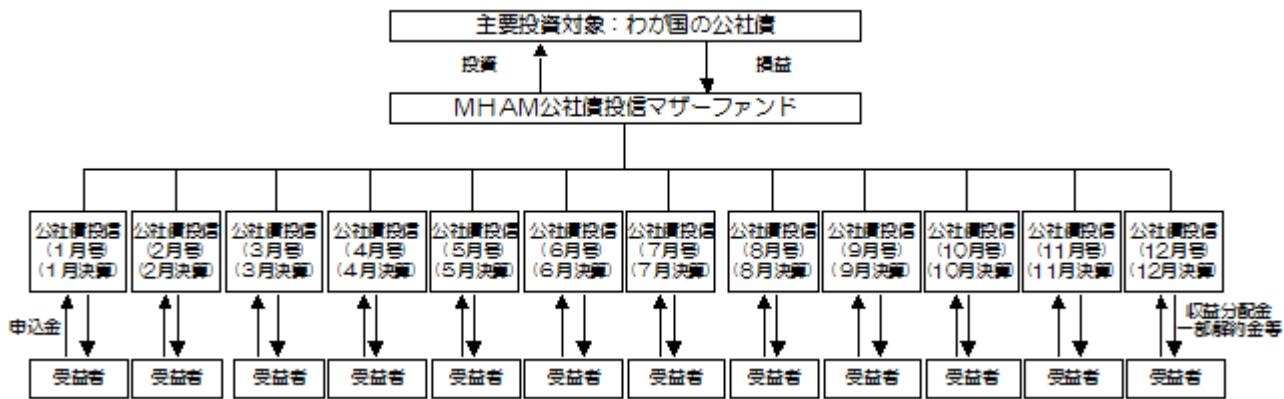 主要投資対象：わが国の公社債
投資
損益
MHAM公社債投信マザーファンド
公社債投信
(1月号)
(1月決算)
公社債投信
(2月号)
(2月決算)
公社債投信
(3月号)
(3月決算)
公社債投信
(4月号)
(4月決算)
公社債投信
(5月号)
(5月決算)
公社債投信
(6月号)
(6月決算)
公社債投信
(7月号)
(7月決算)
公社債投信
(8月号)
(8月決算)
公社債投信
(9月号)
(9月決算)
公社債投信
(10月号)
(10月決算)
公社債投信
(11月号)
(11月決算)
公社債投信
(12月号)
(12月決算)
申込金
収益分配金
一部解約金等
受益者
受益者
受益者
受益者
受益者
受益者
受益者
受益者
受益者
受益者
受益者
受益者